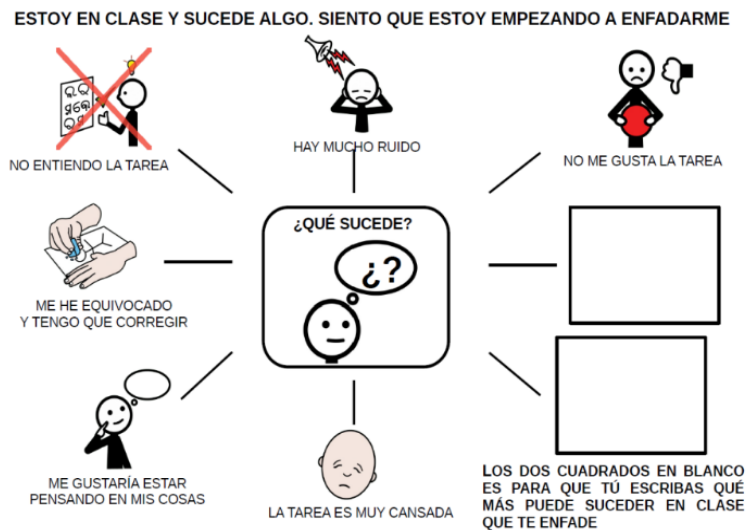 ESTOY EN CLASE Y SUCEDE ALGO. SIENTO QUE ESTOY EMPEZANDO A ENFADARME
NO ENTIENDO LA TAREA
HAY MUCHO RUIDO
NO ME GUSTA LA TAREA
¿QUÉ SUCEDE?
¿?
ME HE EQUIVOCADO
Y TENGO QUE CORREGIR
ME GUSTARÍA ESTAR
PENSANDO EN MIS COSAS
LA TAREA ES MUY CANSADA
LOS DOS CUADRADOS EN BLANCO
ES PARA QUE TÚ ESCRIBAS QUÉ
MÁS PUEDE SUCEDER EN CLASE
QUE TE ENFADE